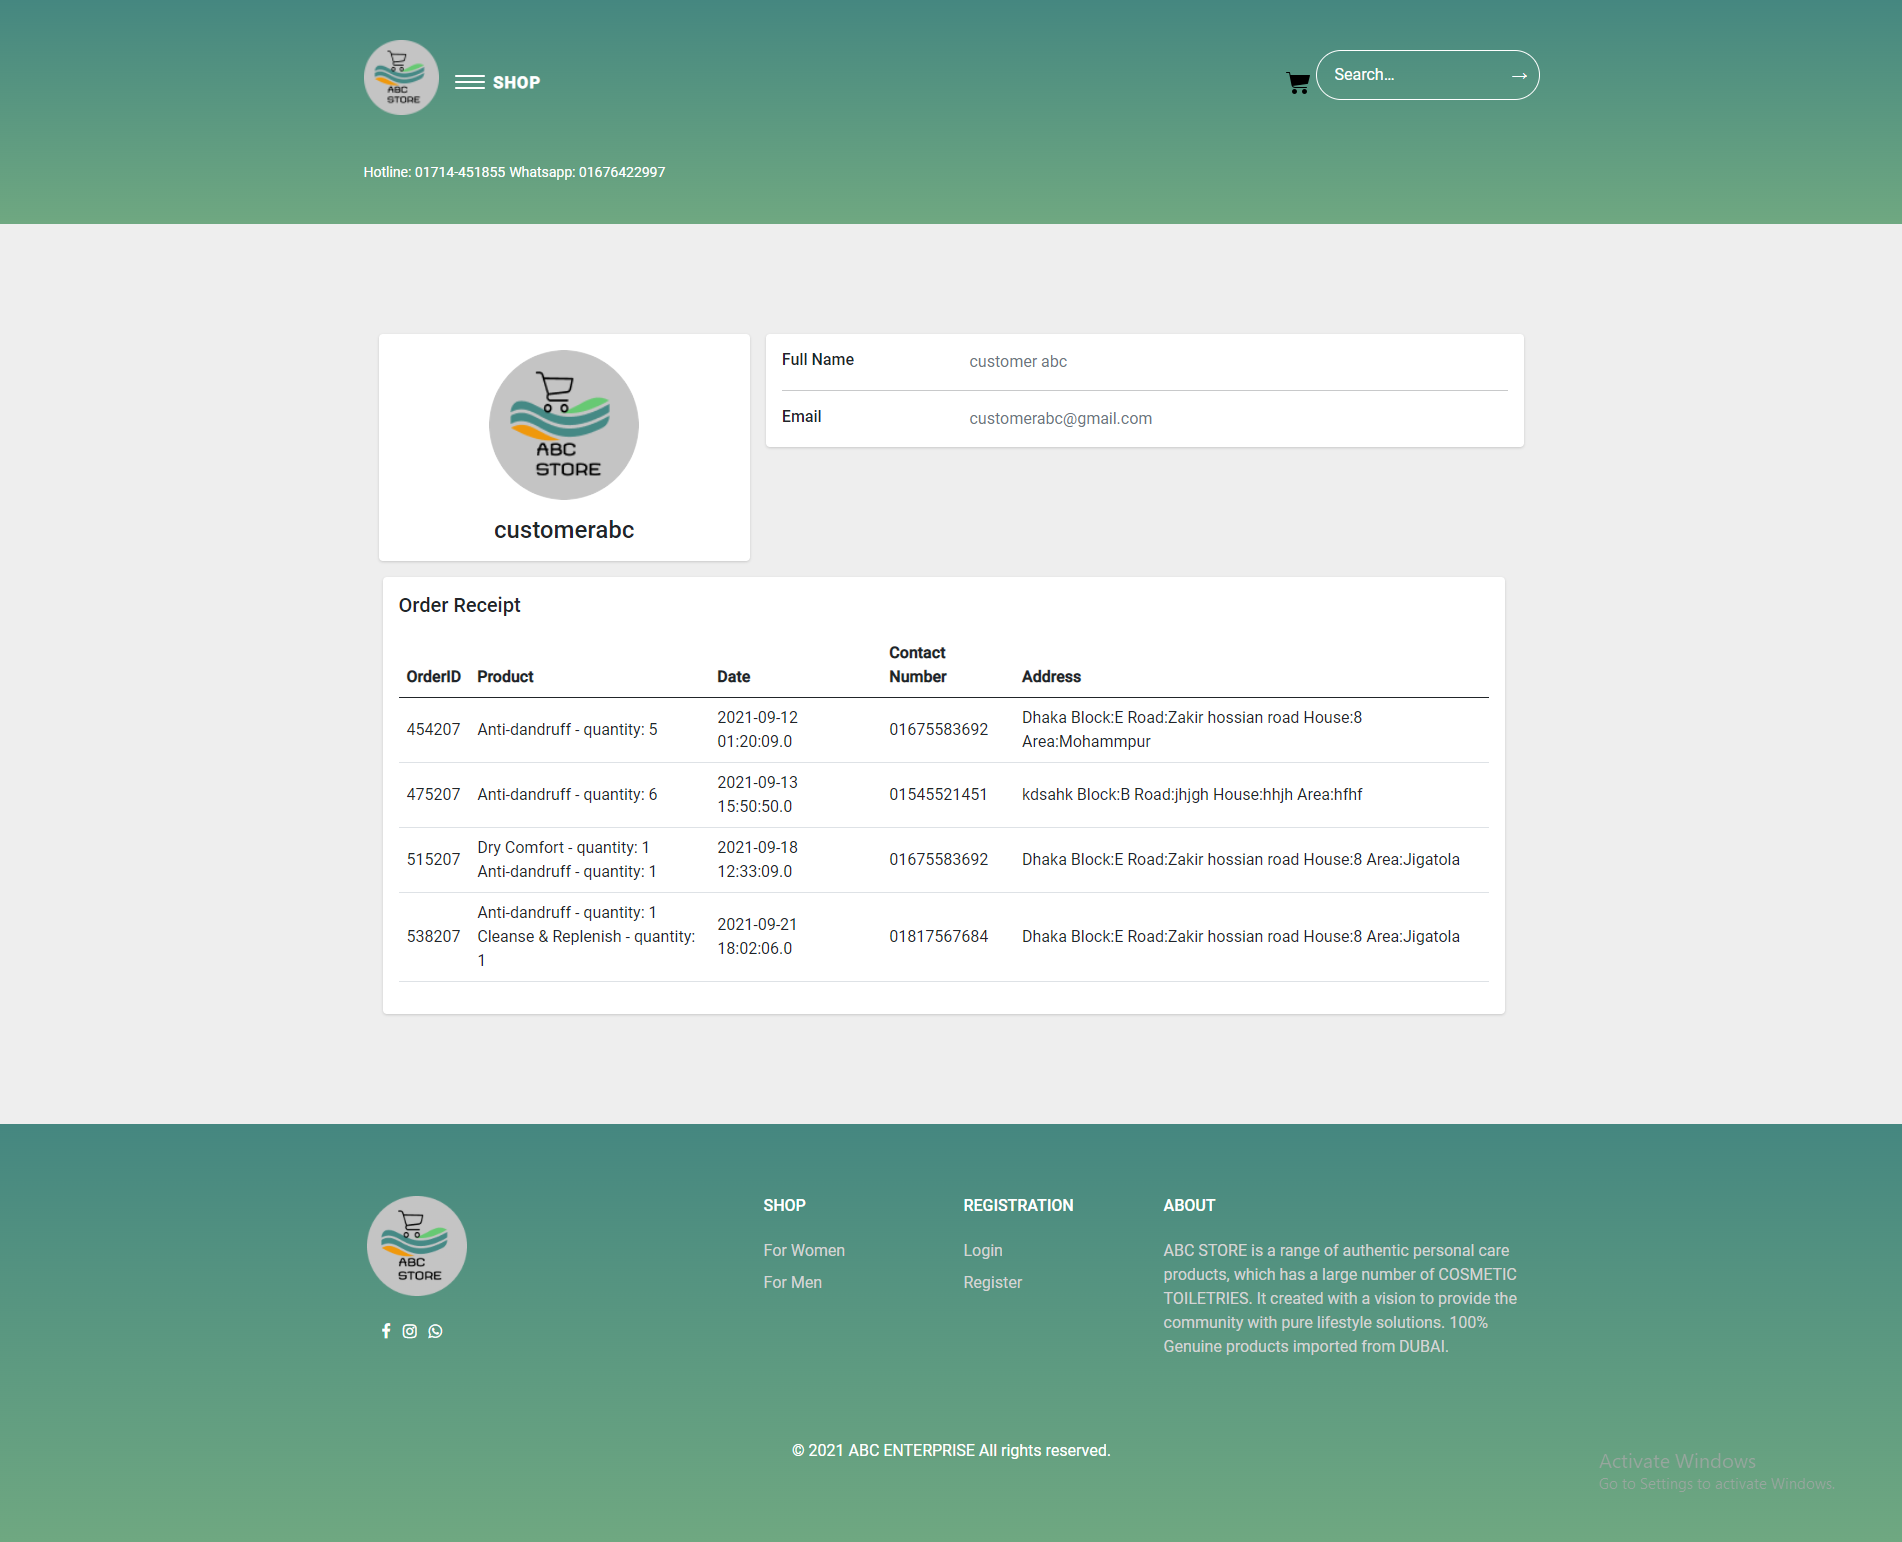 ABC
STORE
SHOP
Search...
Hotline: 01714-451855 Whatsapp: 01676422997
ABC
STORE
customerabc
Full Name customer abc
Email customerabc@gmail.com
Order Receipt
OrderID Product Date Contact Number Address
454207 Anti-dandruff - quantity: 5 2021-09-12 01:20:09.0 01675583692 Dhaka Block:E Road:Zakir hossian road House:8 Area:Mohammpur
475207 Anti-dandruff - quantity: 6 2021-09-13 15:50:50.0 01545521451 kdsahk Block:B Road:jhjgh House:hhjh Area:hfhf
515207 Dry Comfort - quantity: 1 Anti-dandruff - quantity: 1 2021-09-18 12:33:09.0 01675583692 Dhaka Block:E Road:Zakir hossian road House:8 Area:Jigatola
538207 Anti-dandruff - quantity: 1 Cleanse & Replenish - quantity: 1 2021-09-21 18:02:06.0 01817567684 Dhaka Block:E Road:Zakir hossian road House:8 Area:Jigatola
ABC
STORE
SHOP
For Women
For Men
REGISTRATION
Login
Register
ABOUT
ABC STORE is a range of authentic personal care
products, which has a large number of COSMETIC
TOILETRIES. It created with a vision to provide the
community with pure lifestyle solutions. 100%
Genuine products imported from DUBAI.
© 2021 ABC ENTERPRISE All rights reserved.
Activate Windows
Go to Settings to activate Windows.